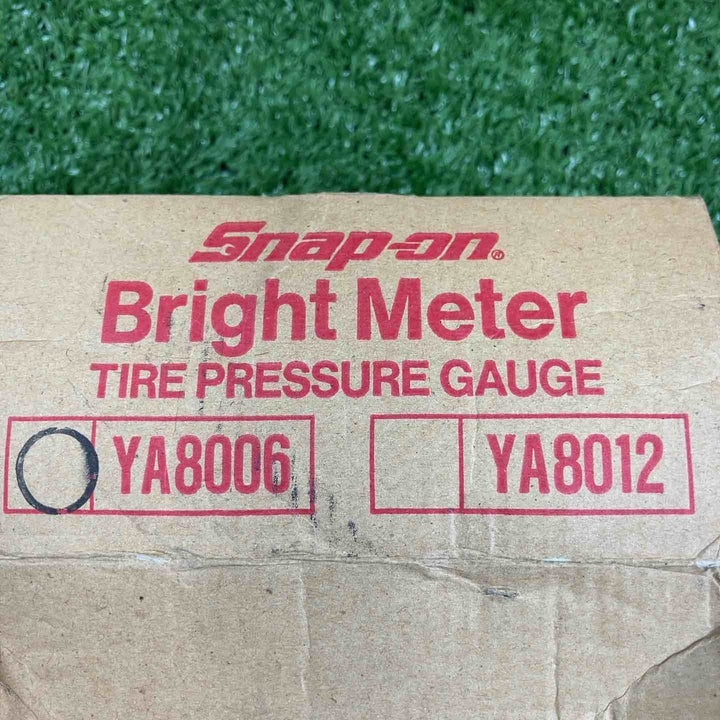 Snap-on®
Bright Meter
TIRE PRESSURE GAUGE
YA8006 YA8012